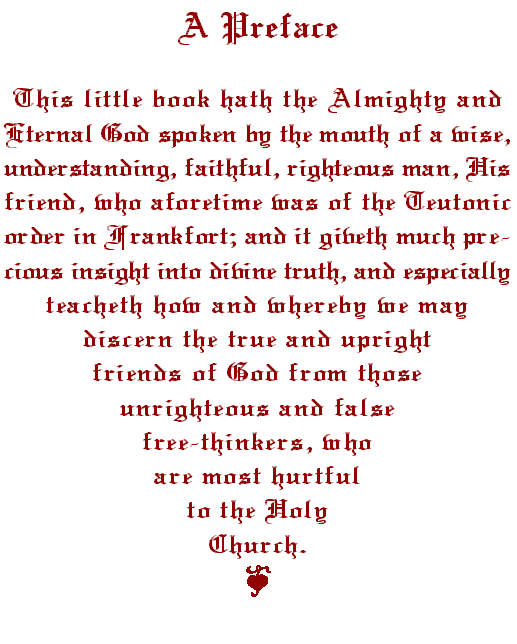 A Preface
This little book hath the Almighty and
Eternal God spoken by the mouth of a wise,
understanding, faithful, righteous man, His
friend, who aforetime was of the Teutonic
order in Frankfort; and it giveth much pre-
cious insight into divine truth, and especially
teacheth how and whereby we may
discern the true and upright
friends of God from those
unrighteous and false
free-thinkers, who
are most hurtful
to the Holy
Church.